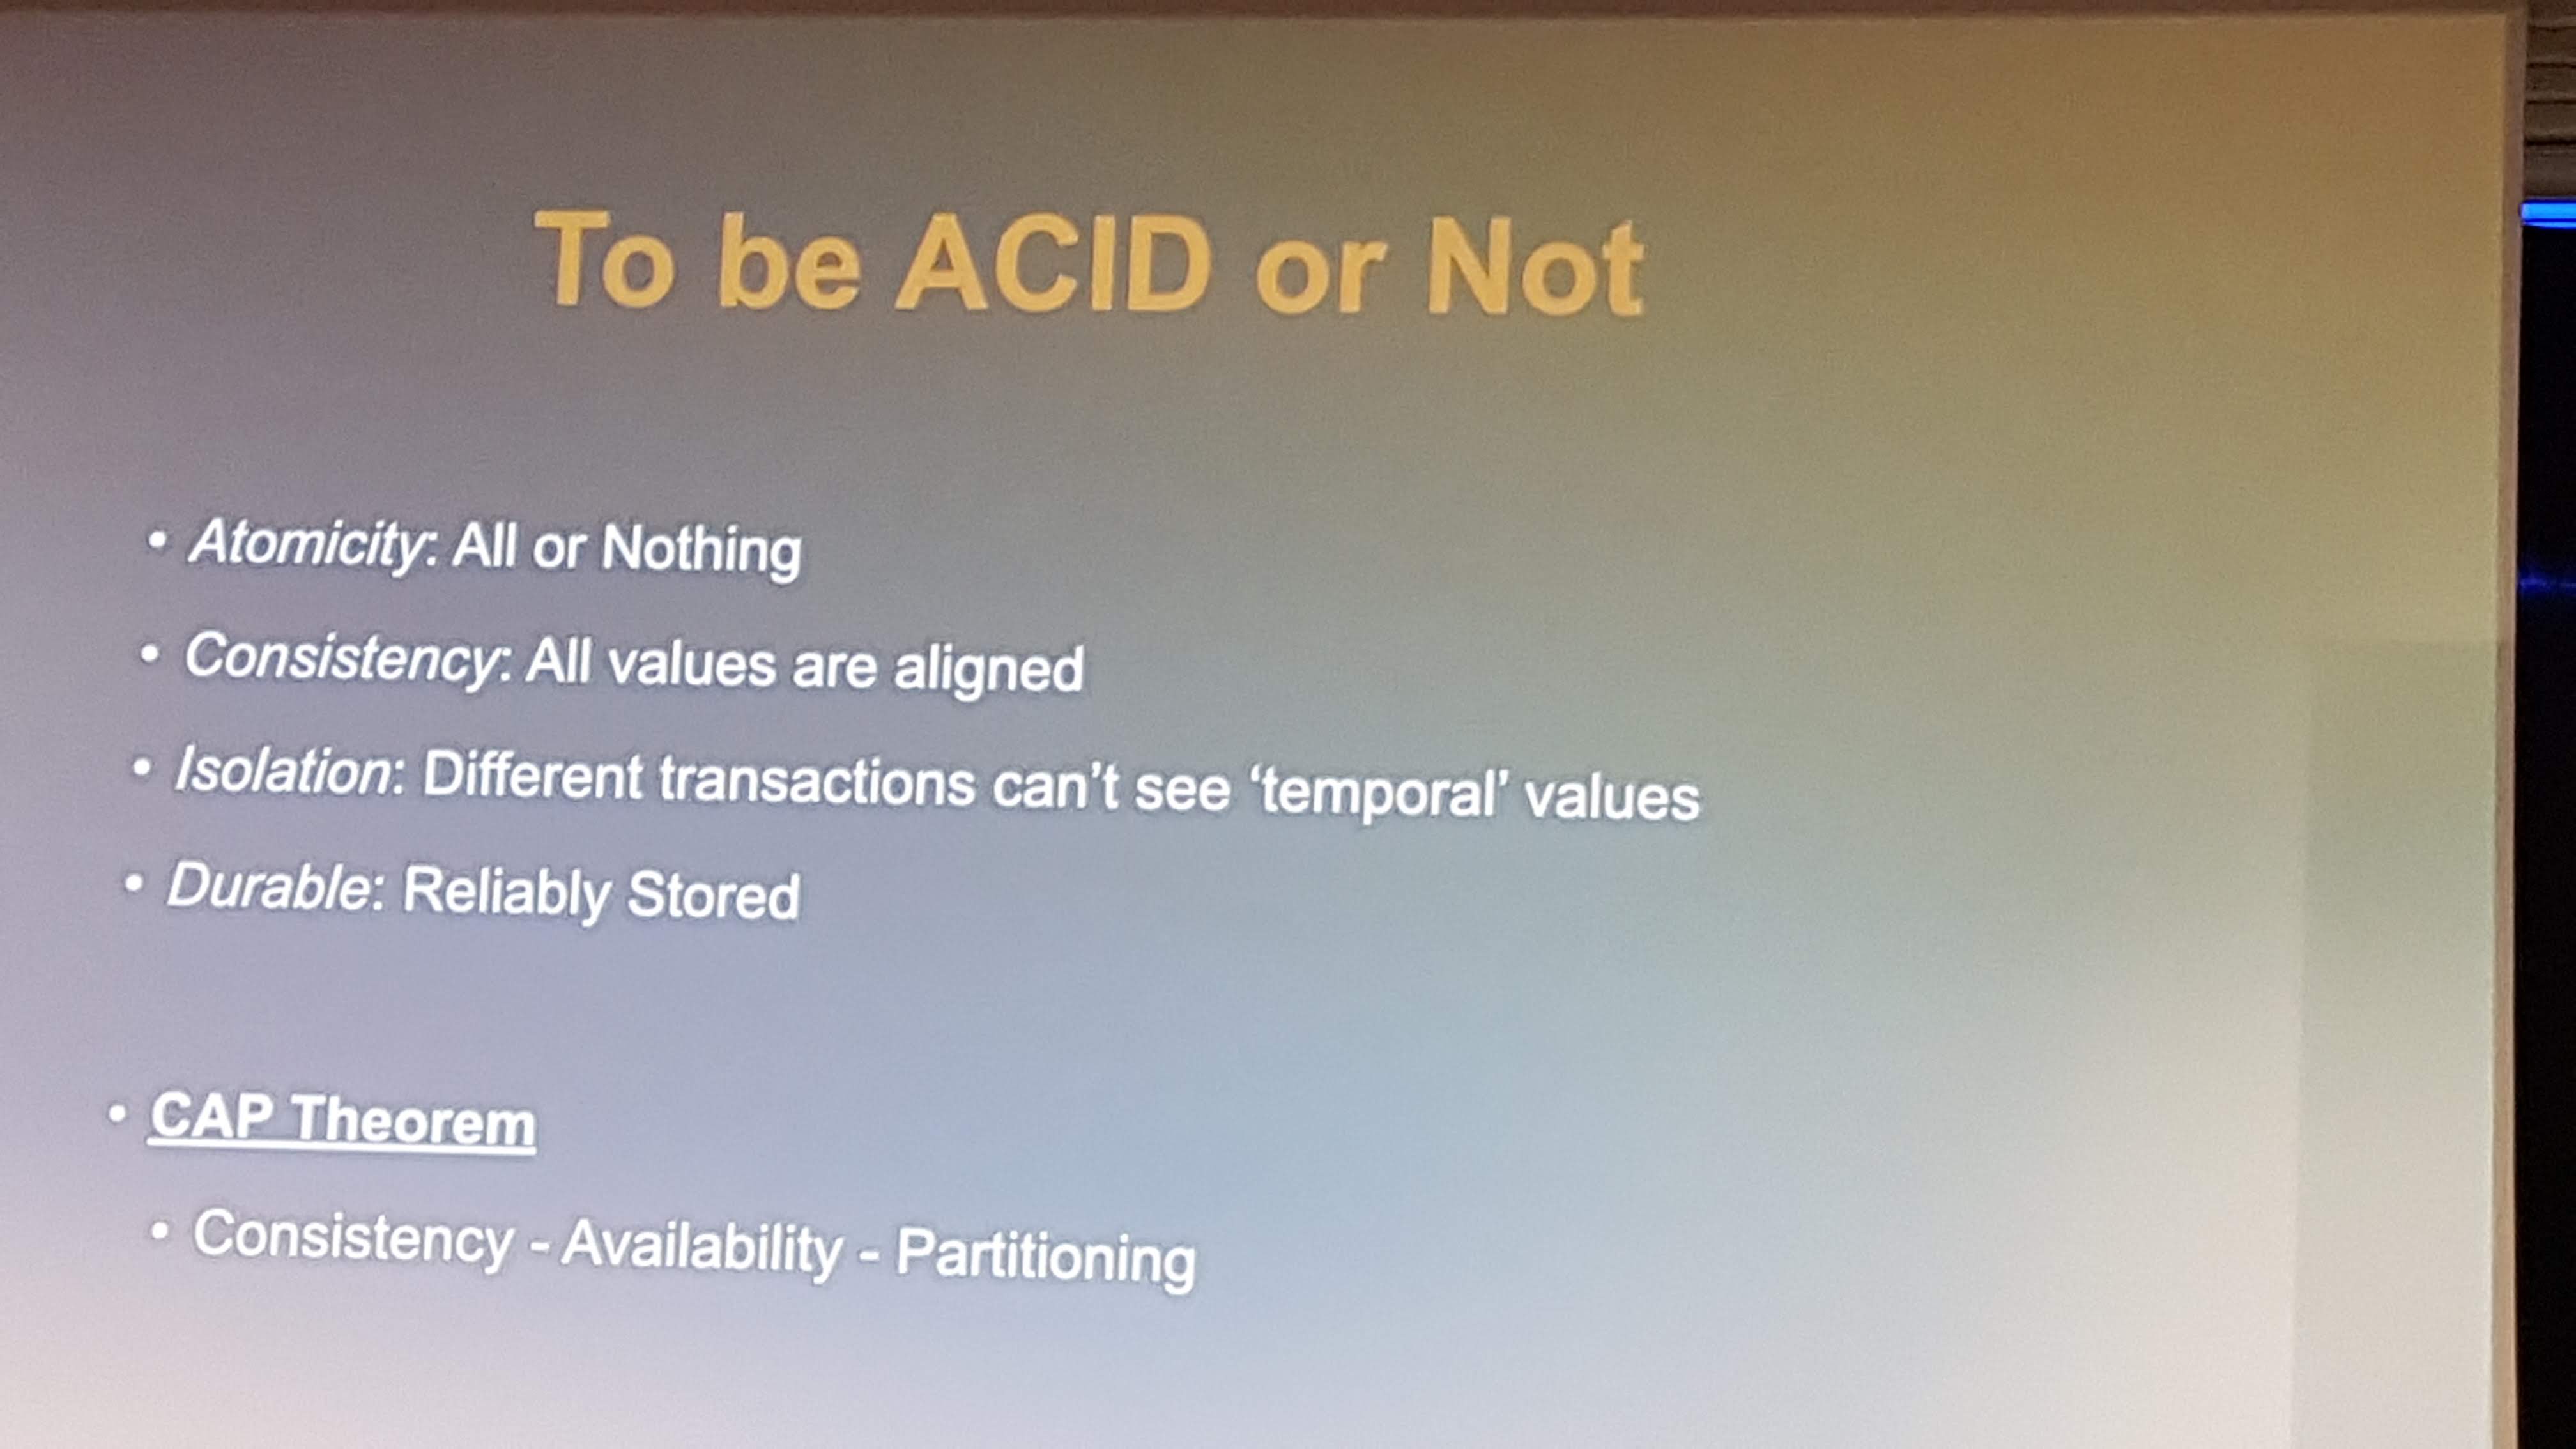 To be ACID or Not
• Atomicity: All or Nothing
• Consistency: All values are aligned
• Isolation: Different transactions can't see ‘temporal’ values
• Durable: Reliably Stored
• CAP Theorem
• Consistency - Availability - Partitioning